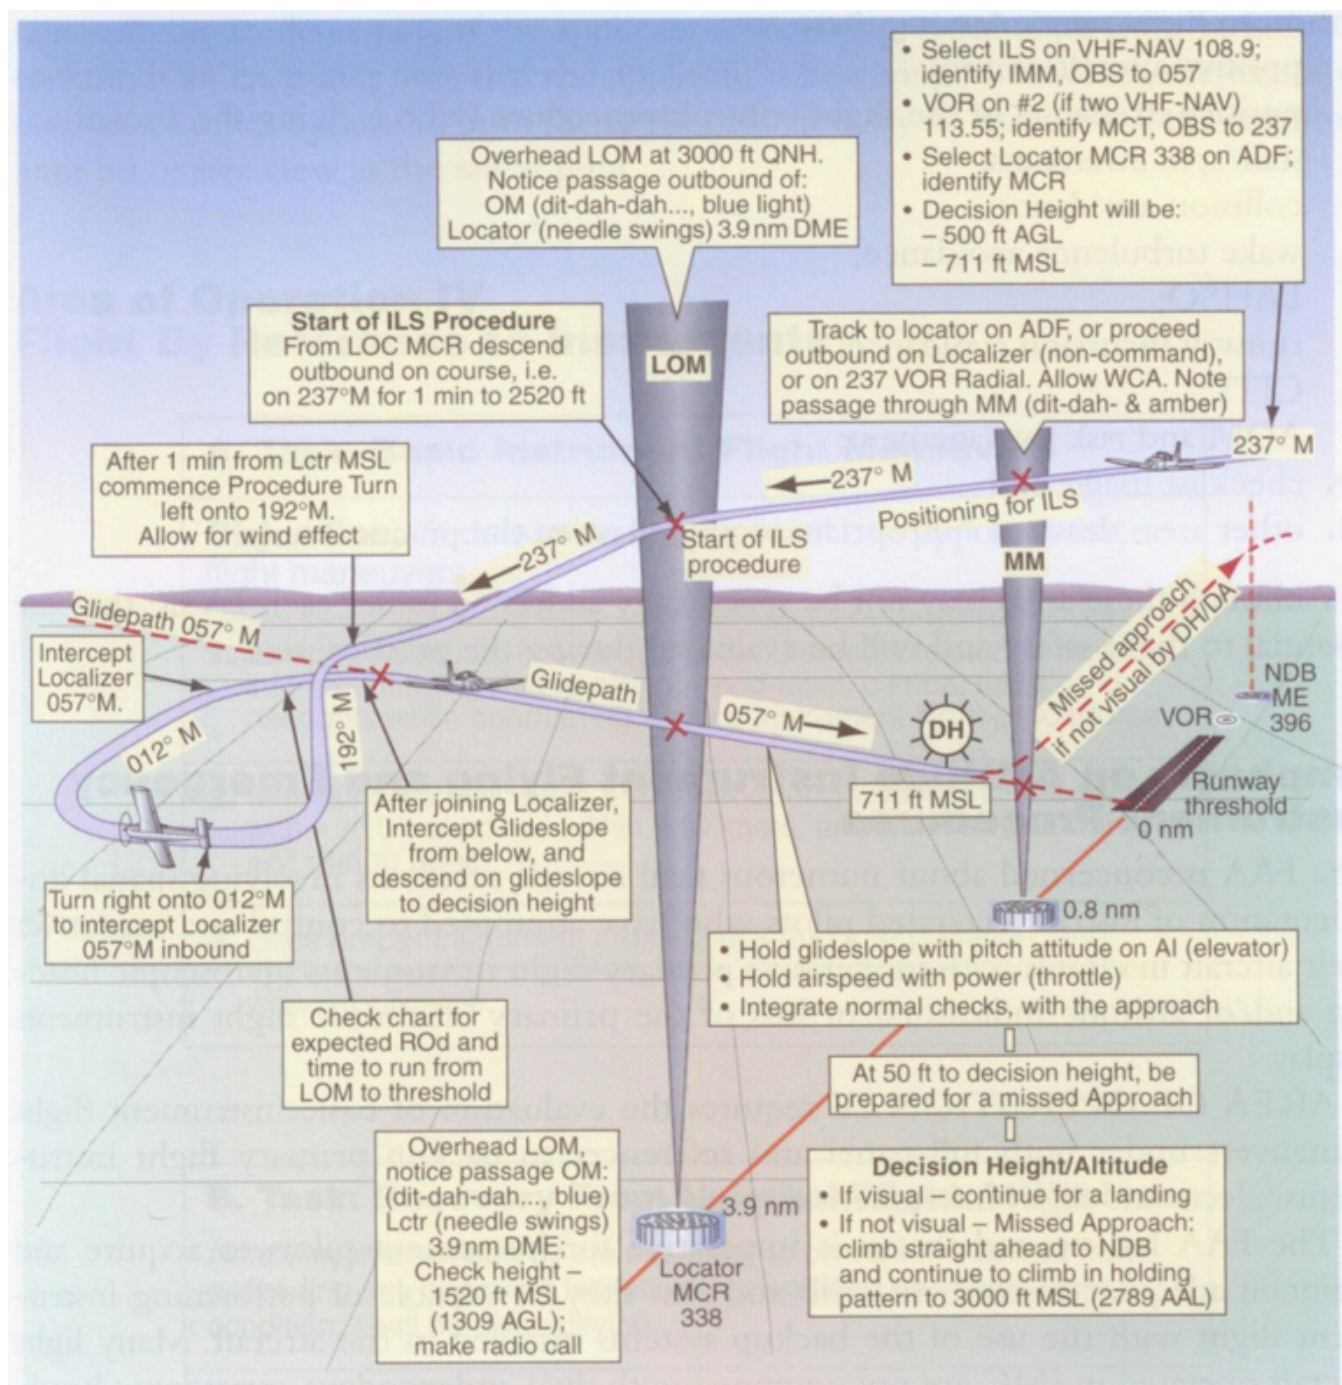 • Select ILS on VHF-NAV 108.9;
identify IMM, OBS to 057
• VOR on #2 (if two VHF-NAV)
113.55; identify MCT, OBS to 237
• Select Locator MCR 338 on ADF;
identify MCR
• Decision Height will be:
– 500 ft AGL
– 711 ft MSL
Overhead LOM at 3000 ft QNH.
Notice passage outbound of:
OM (dit-dah-dah..., blue light)
Locator (needle swings) 3.9 nm DME
Start of ILS Procedure
From LOC MCR descend
outbound on course, i.e.
on 237°M for 1 min to 2520 ft
LOM
Track to locator on ADF, or proceed
outbound on Localizer (non-command),
or on 237 VOR Radial. Allow WCA. Note
passage through MM (dit-dah- & amber)
After 1 min from Lctr MSL
commence Procedure Turn
left onto 192°M.
Allow for wind effect
237° M
237° M
Positioning for ILS
Start of ILS
procedure
237° M
MM
Glidepath 057° M
Intercept
Localizer
057°M.
Glidepath
057° M
Missed approach
if not visual by DH/DA
NDB
ME
396
VOR
DH
012° M
192° M
711 ft MSL
Runway
threshold
0 nm
After joining Localizer,
Intercept Glideslope
from below, and
descend on glideslope
to decision height
Turn right onto 012°M
to intercept Localizer
057°M inbound
0.8 nm
• Hold glideslope with pitch attitude on AI (elevator)
• Hold airspeed with power (throttle)
• Integrate normal checks, with the approach
Check chart for
expected ROd and
time to run from
LOM to threshold
At 50 ft to decision height, be
prepared for a missed Approach
Overhead LOM,
notice passage OM:
(dit-dah-dah..., blue)
Lctr (needle swings)
3.9 nm DME;
Check height –
1520 ft MSL
(1309 AGL);
make radio call
3.9 nm
Locator
MCR
338
Decision Height/Altitude
• If visual – continue for a landing
• If not visual – Missed Approach:
climb straight ahead to NDB
and continue to climb in holding
pattern to 3000 ft MSL (2789 AAL)